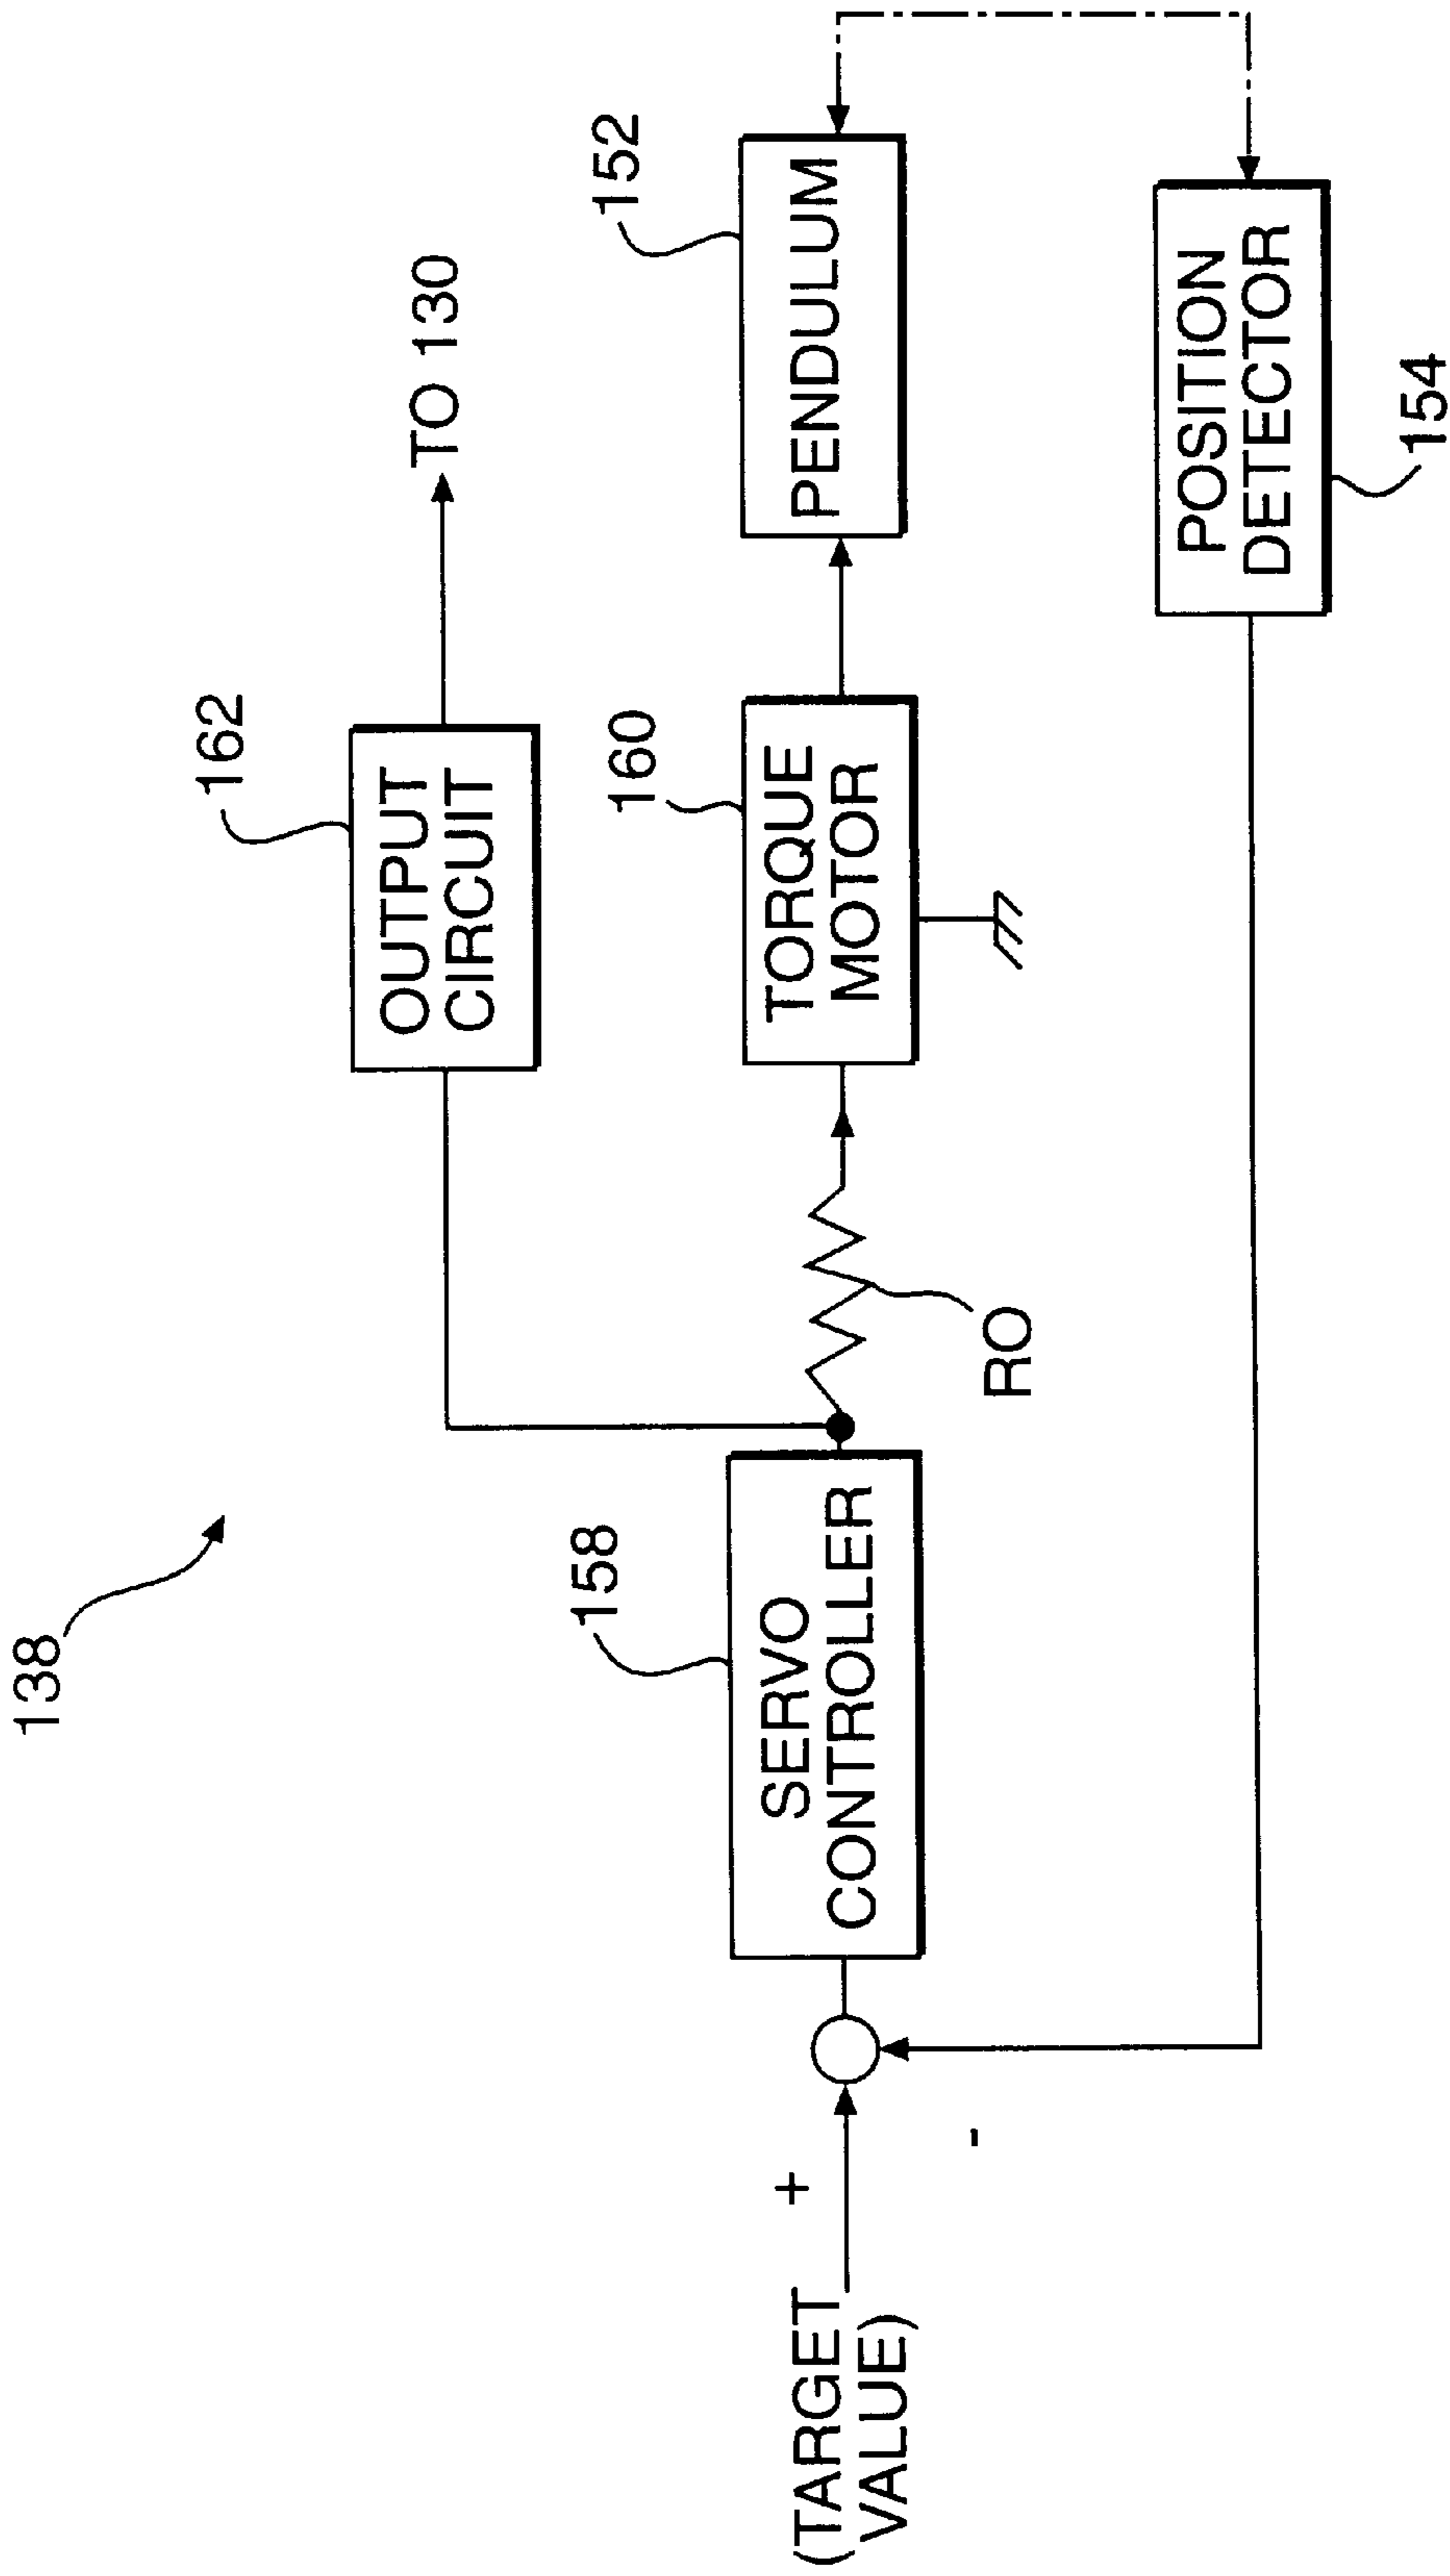 138
162
OUTPUT
CIRCUIT
TO 130
158
SERVO
CONTROLLER
160
TORQUE
MOTOR
152
PENDULUM
(TARGET
VALUE)
+
-
RO
POSITION
DETECTOR
154